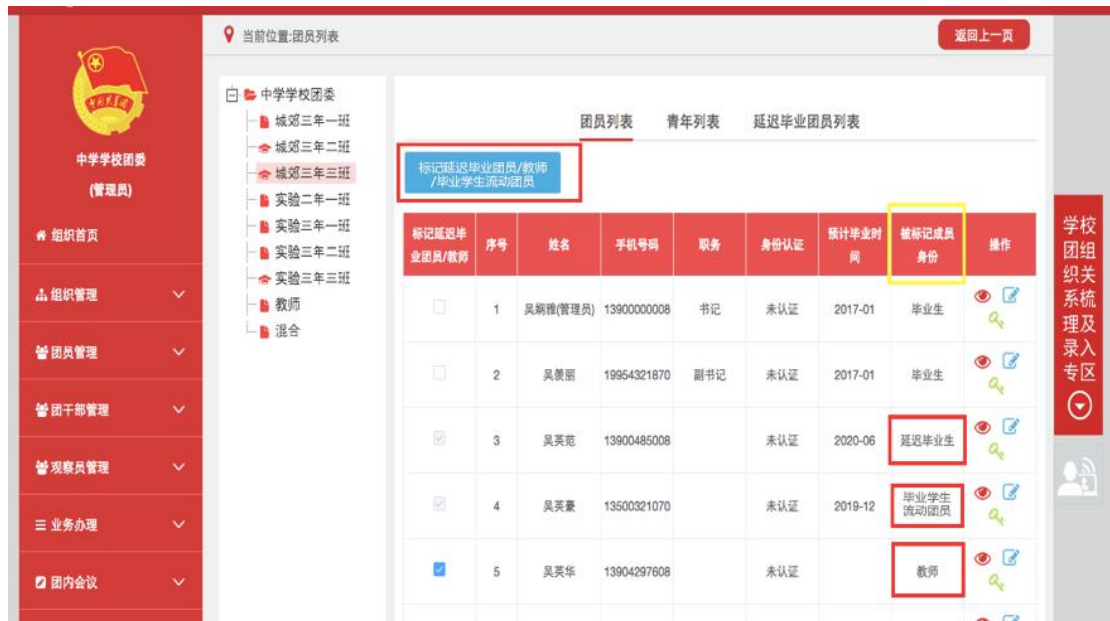 当前位置:团员列表
返回上一页
中学学校团委
(管理员)
组织首页
组织管理
团员管理
团干部管理
观察员管理
业务办理
团内会议
中学学校团委
城郊三年一班
城郊三年二班
城郊三年三班
实验二年一班
实验三年一班
实验三年二班
实验三年三班
教师
混合
团员列表 青年列表 延迟毕业团员列表
标记延迟毕业团员/教师
/毕业学生流动团员
标记延迟毕业团员/教师 序号 姓名 手机号码 职务 身份认证 预计毕业时间 被标记成员身份 操作
1 吴娴雅(管理员) 13900000008 书记 未认证 2017-01 毕业生
2 吴羡丽 19954321870 副书记 未认证 2017-01 毕业生
3 吴英范 13900485008 未认证 2020-06 延迟毕业生
4 吴英豪 13500321070 未认证 2019-12 毕业学生流动团员
5 吴英华 13904297608 未认证 教师
学校
团组
织关
系梳
理及
录入
专区